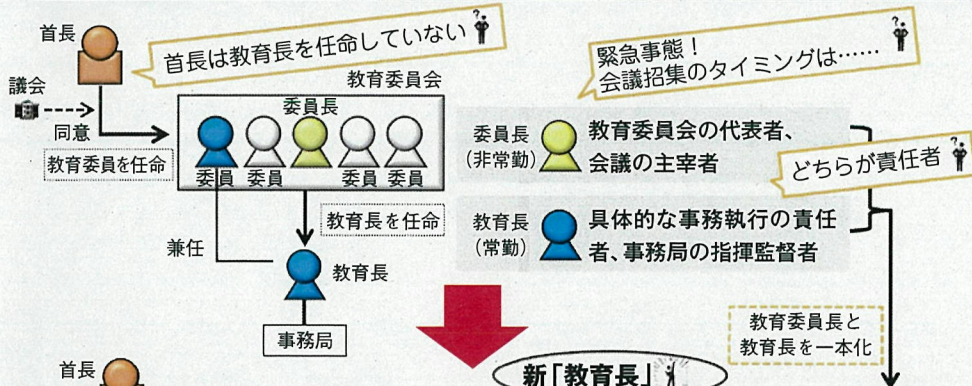 首長
首長は教育長を任命していない
緊急事態!
会議招集のタイミングは……
議会
同意
教育委員を任命
教育委員会
委員長
委員 委員 委員 委員
教育長を任命
兼任
教育長
事務局
委員長
(非常勤)
教育委員会の代表者、
会議の主宰者
どちらが責任者
教育長
(常勤)
具体的な事務執行の責任
者、事務局の指揮監督者
教育委員長と
教育長を一本化
首長
新「教育長」